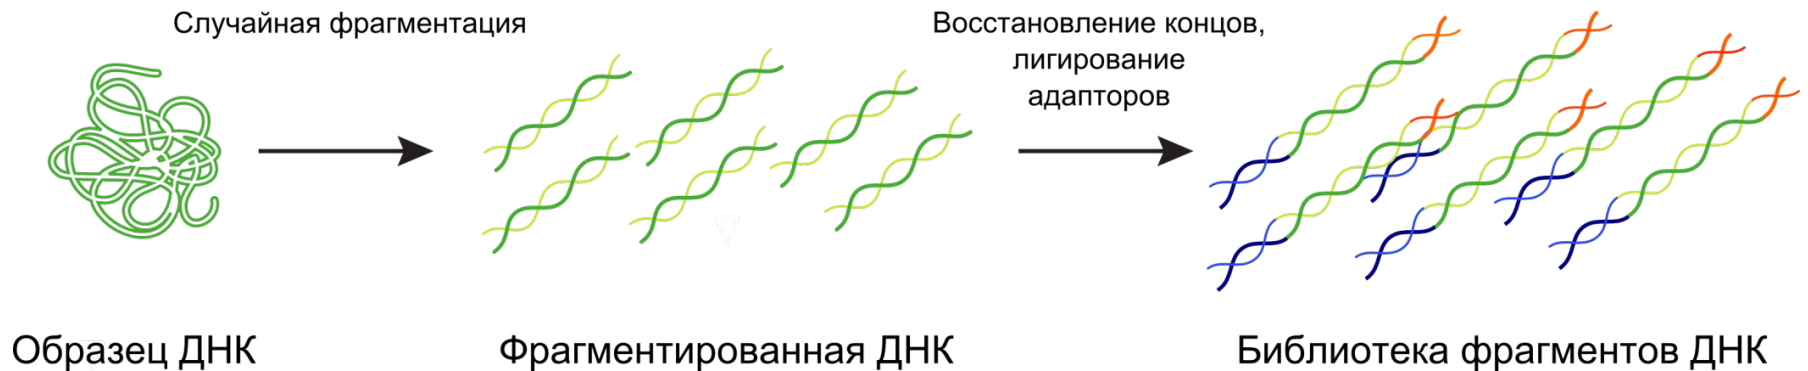 Случайная фрагментация
Восстановление концов,
лигирование
адапторов
Образец ДНК
Фрагментированная ДНК
Библиотека фрагментов ДНК